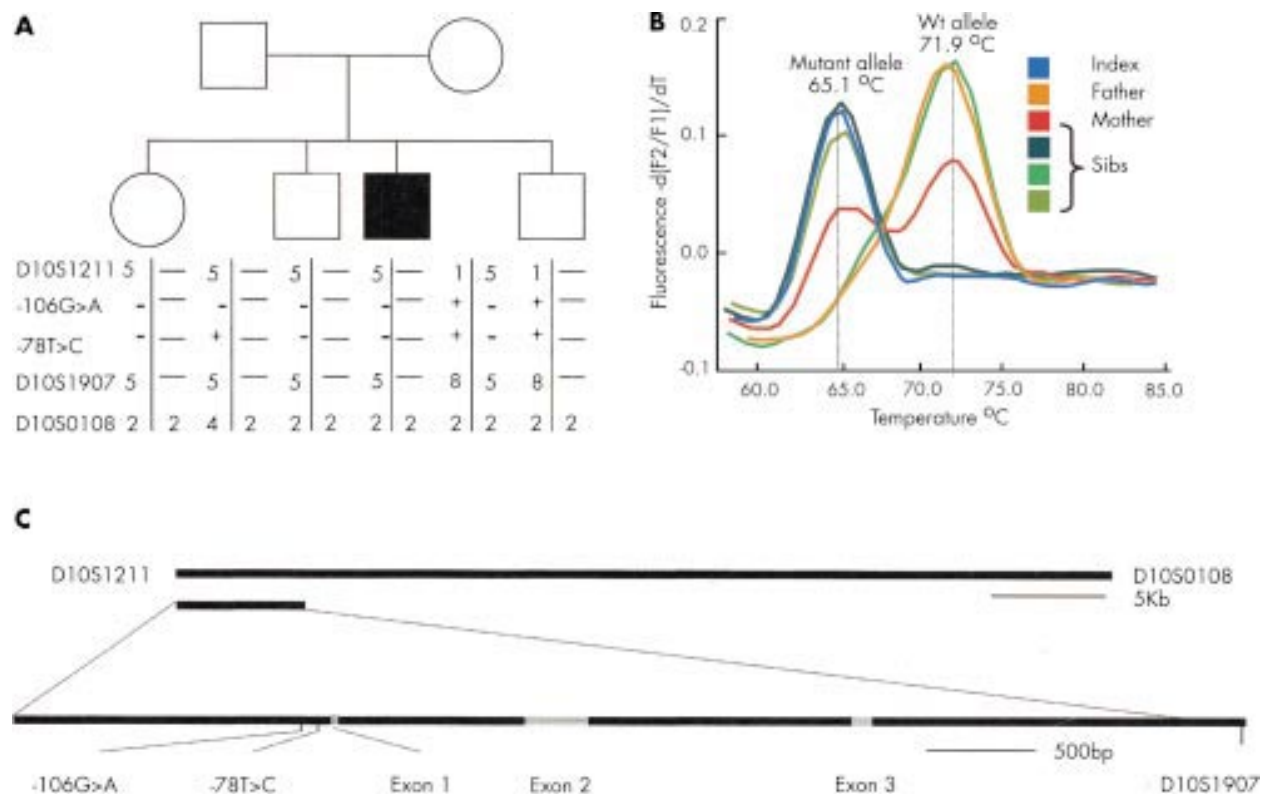 A
D10S1211 5 — 5 — 5 — 5 — 1 5 1 —
-106G>A - — - — - — - — + - + —
-78T>C - — + — - — - — + - + —
D10S1907 5 — 5 — 5 — 5 — 8 5 8 —
D10S0108 2 2 4 2 2 2 2 2 2 2 2 2
B
Fluorescence -d[F2/F1]/dT
0.2
0.1
0.0
-0.1
Mutant allele
65.1 ºC
Wt allele
71.9 ºC
Index
Father
Mother
Sibs
60.0 65.0 70.0 75.0 80.0 85.0
Temperature ºC
C
D10S1211 D10S0108
5Kb
500bp
-106G>A -78T>C Exon 1 Exon 2 Exon 3 D10S1907